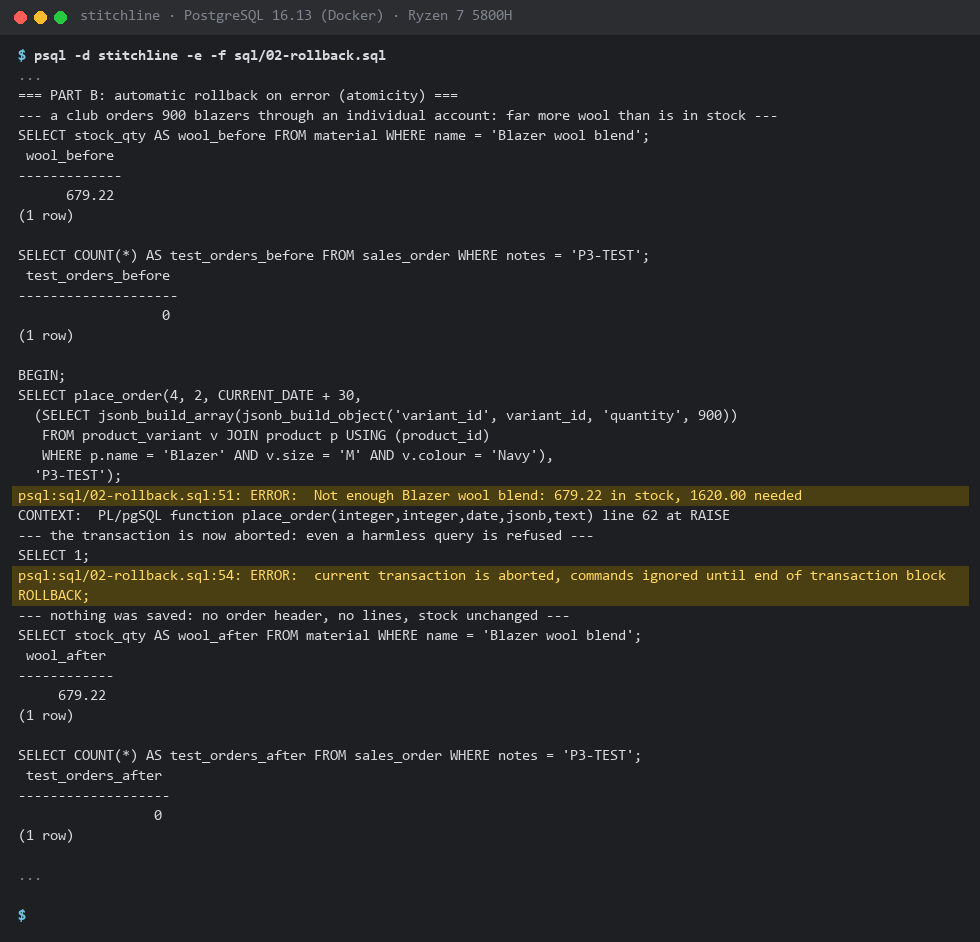 stitchline · PostgreSQL 16.13 (Docker) · Ryzen 7 5800H
$ psql -d stitchline -e -f sql/02-rollback.sql
...
=== PART B: automatic rollback on error (atomicity) ===
--- a club orders 900 blazers through an individual account: far more wool than is in stock ---
SELECT stock_qty AS wool_before FROM material WHERE name = 'Blazer wool blend';
 wool_before
-------------
      679.22
(1 row)

SELECT COUNT(*) AS test_orders_before FROM sales_order WHERE notes = 'P3-TEST';
 test_orders_before
--------------------
                  0
(1 row)

BEGIN;
SELECT place_order(4, 2, CURRENT_DATE + 30,
  (SELECT jsonb_build_array(jsonb_build_object('variant_id', variant_id, 'quantity', 900))
   FROM product_variant v JOIN product p USING (product_id)
   WHERE p.name = 'Blazer' AND v.size = 'M' AND v.colour = 'Navy'),
  'P3-TEST');
psql:sql/02-rollback.sql:51: ERROR:  Not enough Blazer wool blend: 679.22 in stock, 1620.00 needed
CONTEXT:  PL/pgSQL function place_order(integer,integer,date,jsonb,text) line 62 at RAISE
--- the transaction is now aborted: even a harmless query is refused ---
SELECT 1;
psql:sql/02-rollback.sql:54: ERROR:  current transaction is aborted, commands ignored until end of transaction block
ROLLBACK;
--- nothing was saved: no order header, no lines, stock unchanged ---
SELECT stock_qty AS wool_after FROM material WHERE name = 'Blazer wool blend';
 wool_after
------------
     679.22
(1 row)

SELECT COUNT(*) AS test_orders_after FROM sales_order WHERE notes = 'P3-TEST';
 test_orders_after
-------------------
                 0
(1 row)

...

$